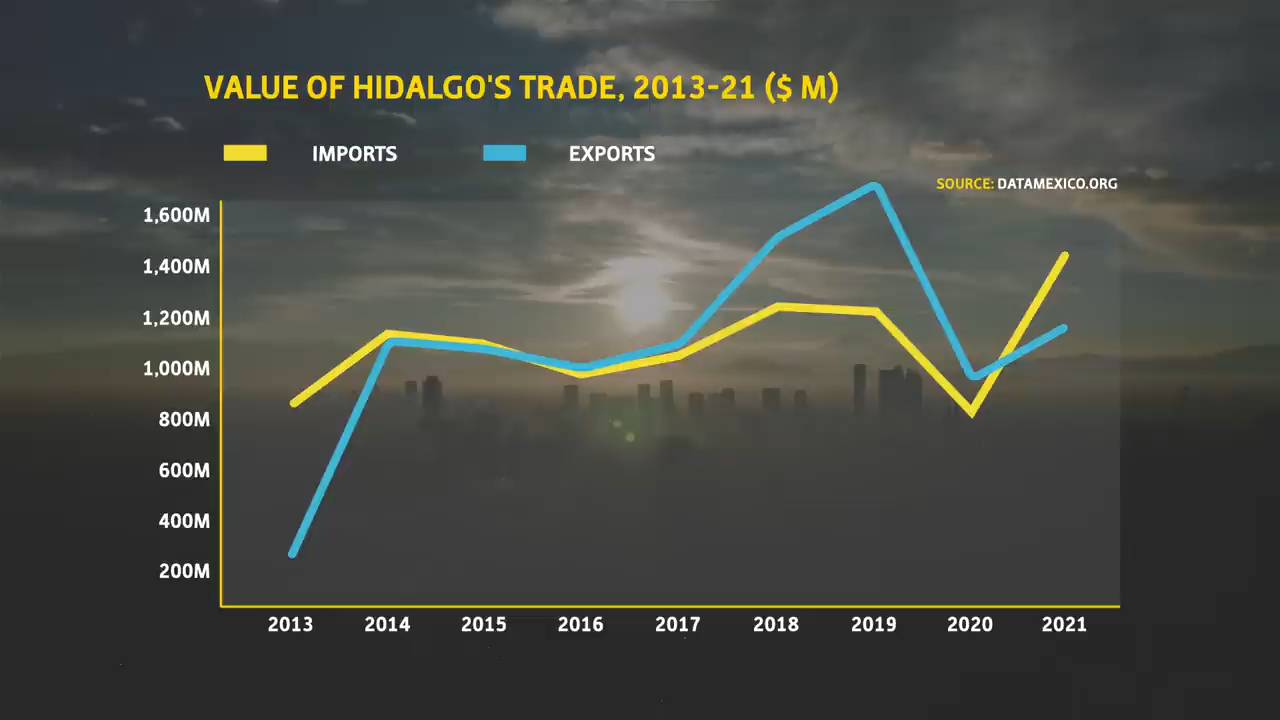 VALUE OF HIDALGO'S TRADE, 2013-21 ($ M)
IMPORTS EXPORTS
SOURCE: DATAMEXICO.ORG
1,600M
1,400M
1,200M
1,000M
800M
600M
400M
200M
2013 2014 2015 2016 2017 2018 2019 2020 2021